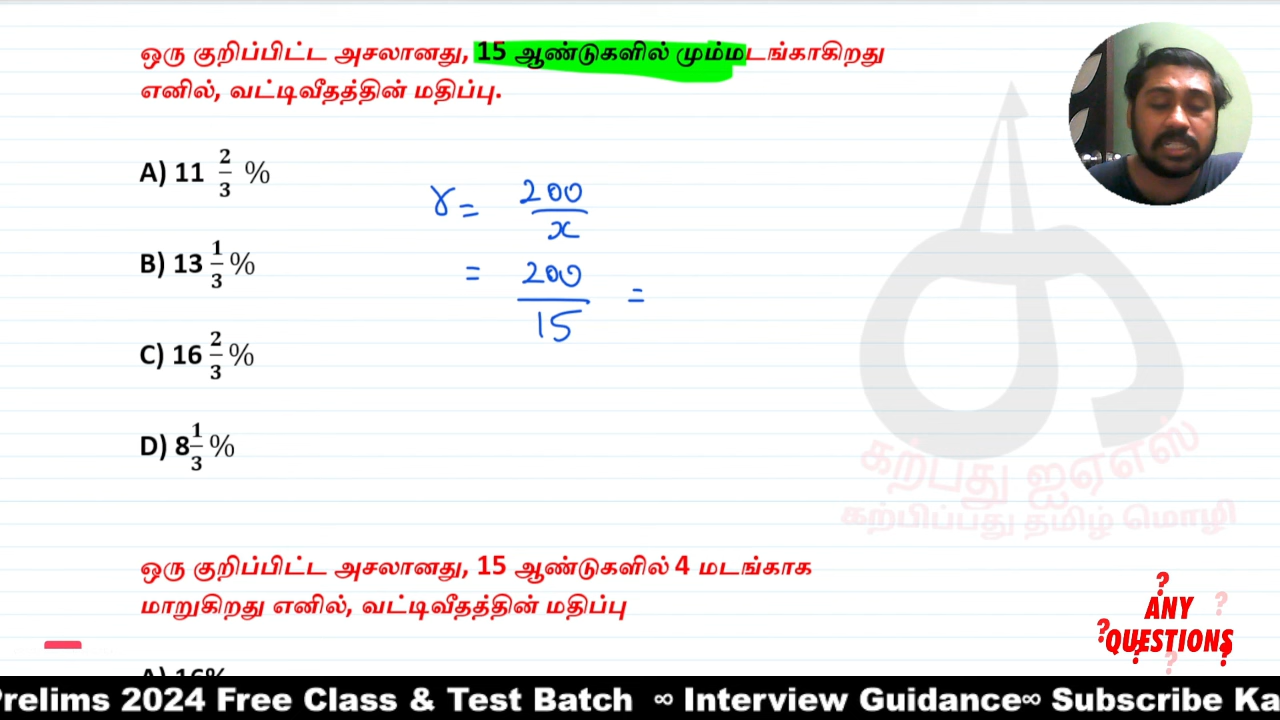 ஒரு குறிப்பிட்ட அசலானது, 15 ஆண்டுகளில் மும்மடங்காகிறது
எனில், வட்டிவீதத்தின் மதிப்பு.
A) 11 2/3 %
B) 13 1/3 %
C) 16 2/3 %
D) 8 1/3 %
r = 200/x
= 200/15 =
கற்பது ஐஏஎஸ்
கற்பிப்பது தமிழ் மொழி
ஒரு குறிப்பிட்ட அசலானது, 15 ஆண்டுகளில் 4 மடங்காக
மாறுகிறது எனில், வட்டிவீதத்தின் மதிப்பு
A) 16%
ANY
QUESTIONS
Prelims 2024 Free Class & Test Batch ∞ Interview Guidance∞ Subscribe Ka